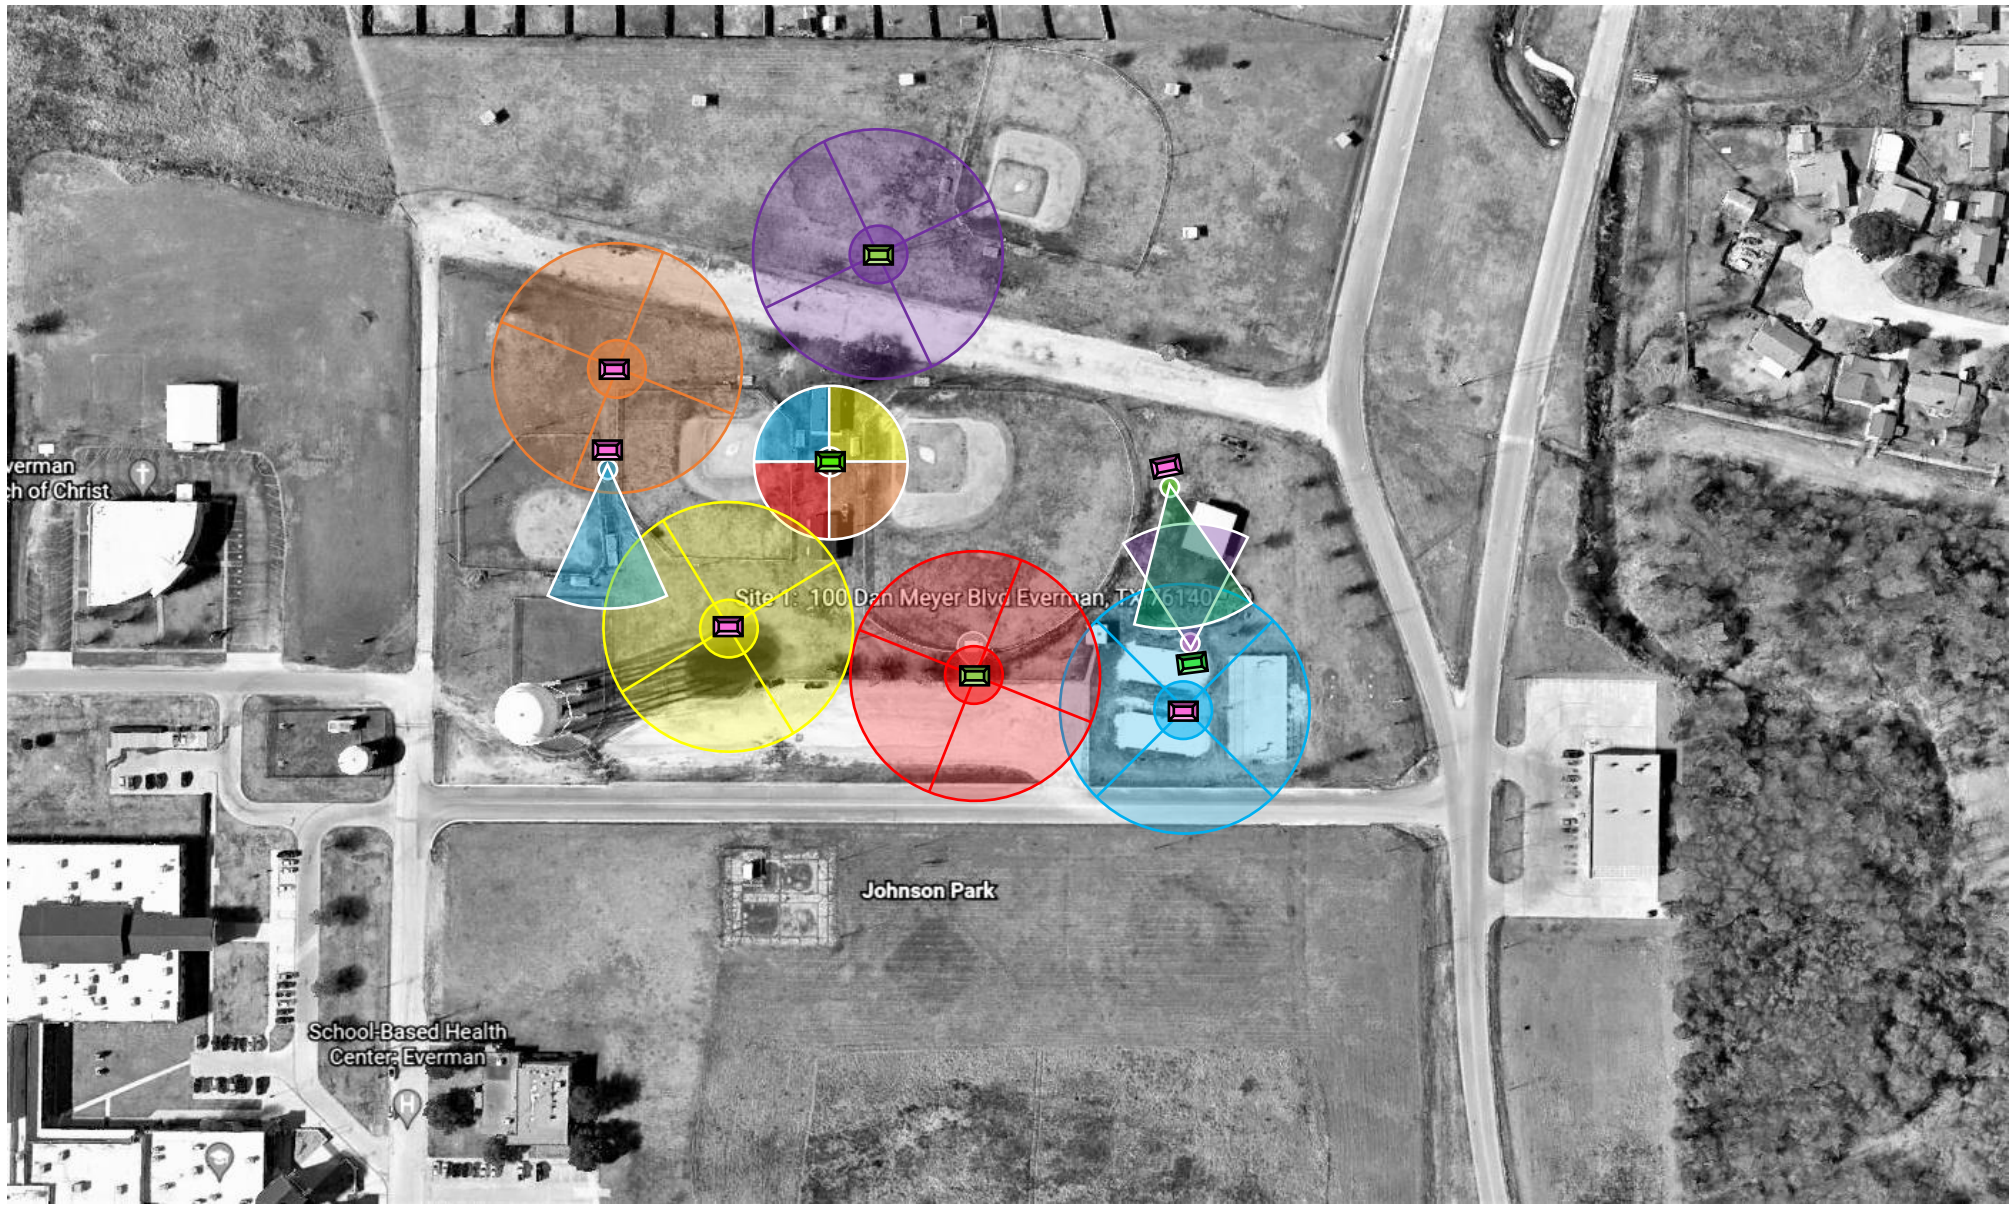 verman
ch of Christ
Site 1: 100 Dan Meyer Blvd Everman, TX 76140
Johnson Park
School-Based Health
Center: Everman
H